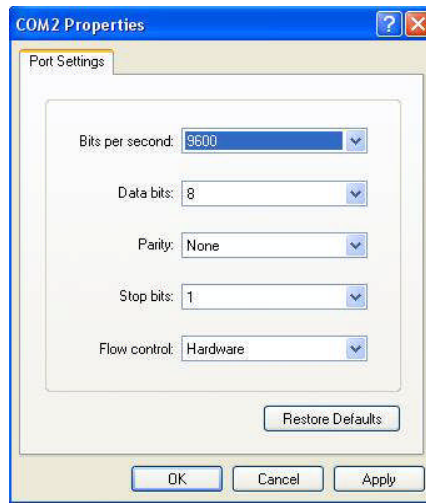 COM2 Properties
?
X
Port Settings
Bits per second: 9600
Data bits: 8
Parity: None
Stop bits: 1
Flow control: Hardware
Restore Defaults
OK Cancel Apply